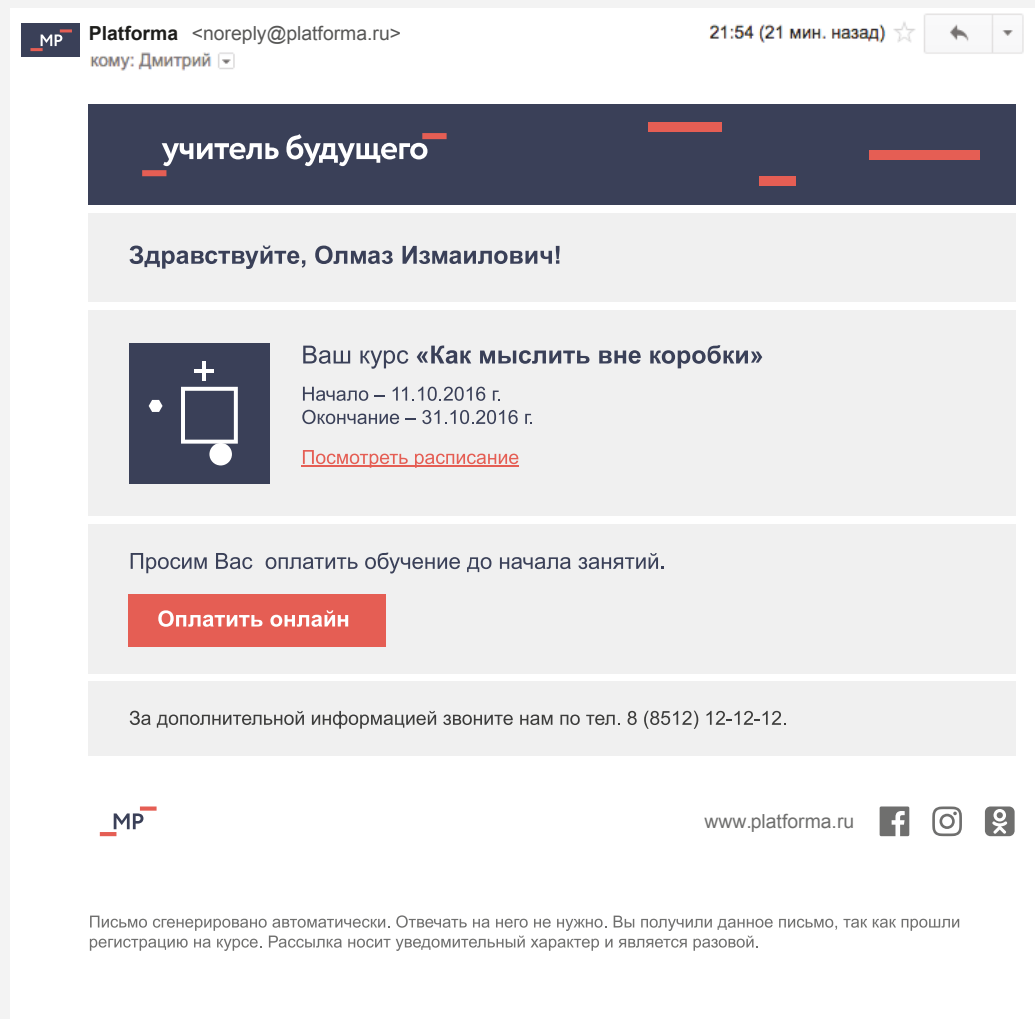 MP
Platforma <noreply@platforma.ru>
21:54 (21 мин. назад)
кому: Дмитрий
учитель будущего
Здравствуйте, Олмаз Измаилович!
Ваш курс «Как мыслить вне коробки»
Начало – 11.10.2016 г.
Окончание – 31.10.2016 г.
Посмотреть расписание
Просим Вас  оплатить обучение до начала занятий.
Оплатить онлайн
За дополнительной информацией звоните нам по тел. 8 (8512) 12-12-12.
MP
www.platforma.ru
Письмо сгенерировано автоматически. Отвечать на него не нужно. Вы получили данное письмо, так как прошли
регистрацию на курсе. Рассылка носит уведомительный характер и является разовой.